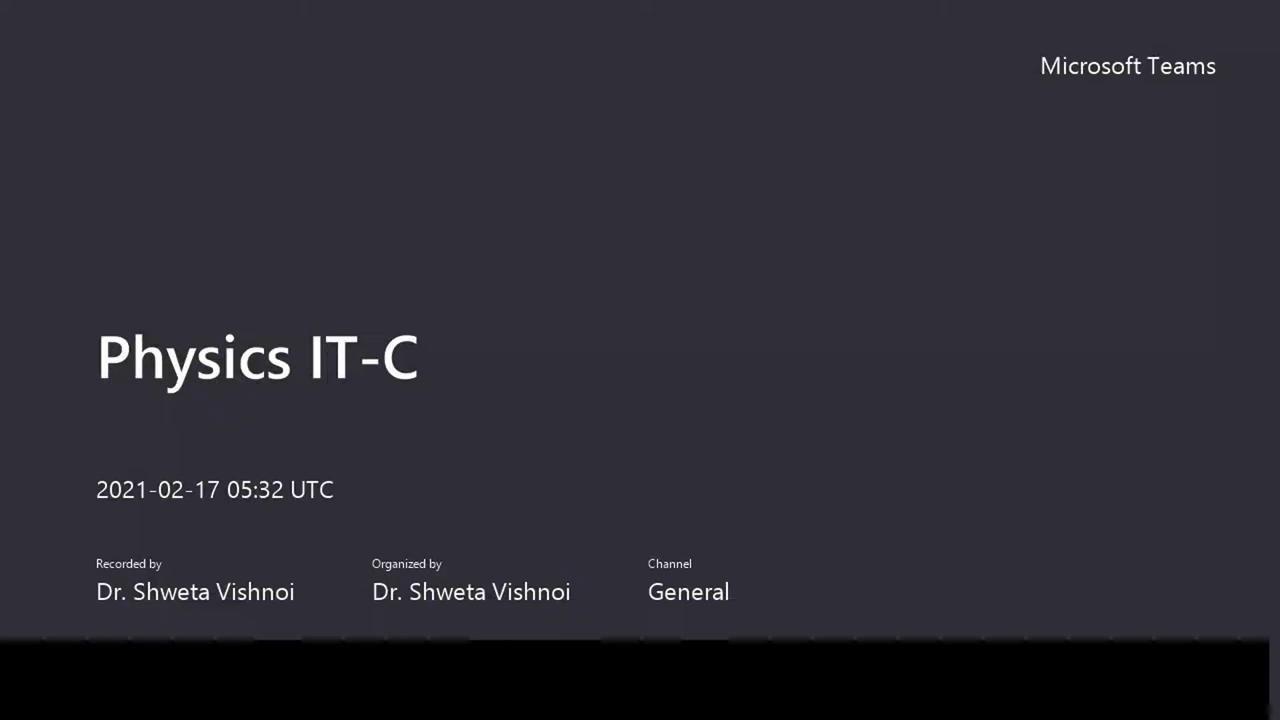 Microsoft Teams
Physics IT-C
2021-02-17 05:32 UTC
Recorded by Organized by Channel
Dr. Shweta Vishnoi Dr. Shweta Vishnoi General